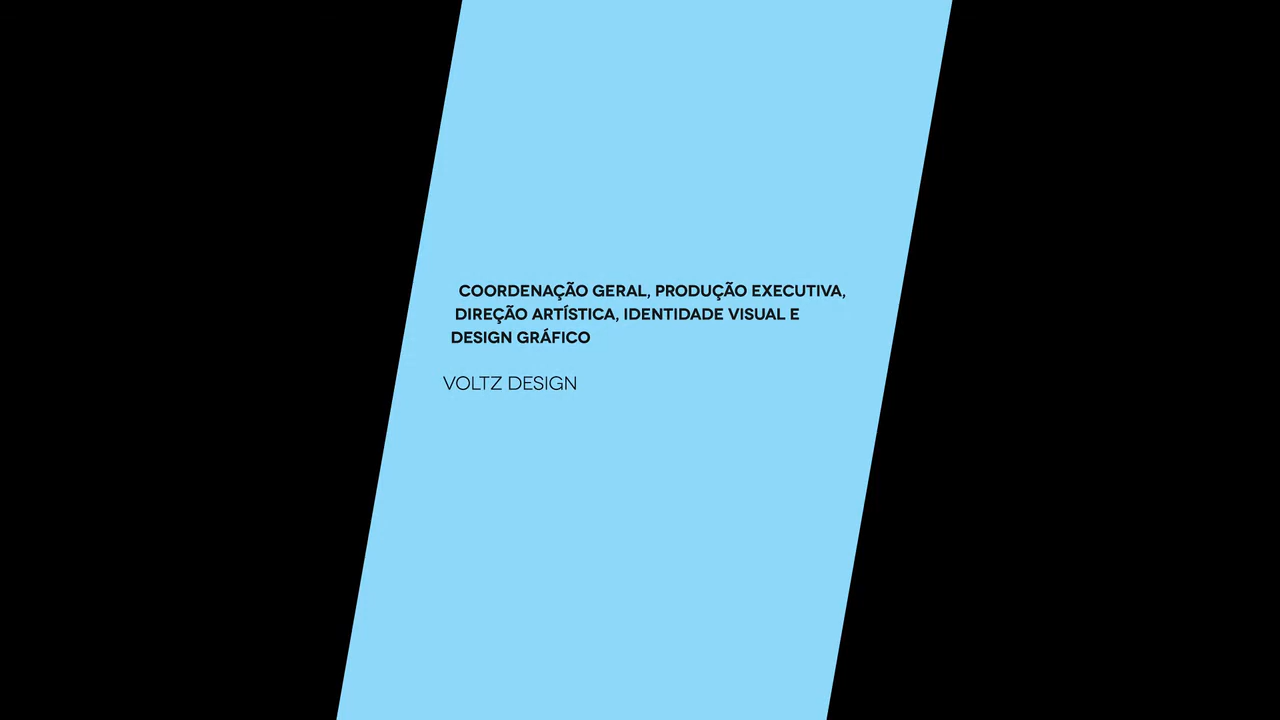 COORDENAÇÃO GERAL, PRODUÇÃO EXECUTIVA,
DIREÇÃO ARTÍSTICA, IDENTIDADE VISUAL E
DESIGN GRÁFICO
VOLTZ DESIGN